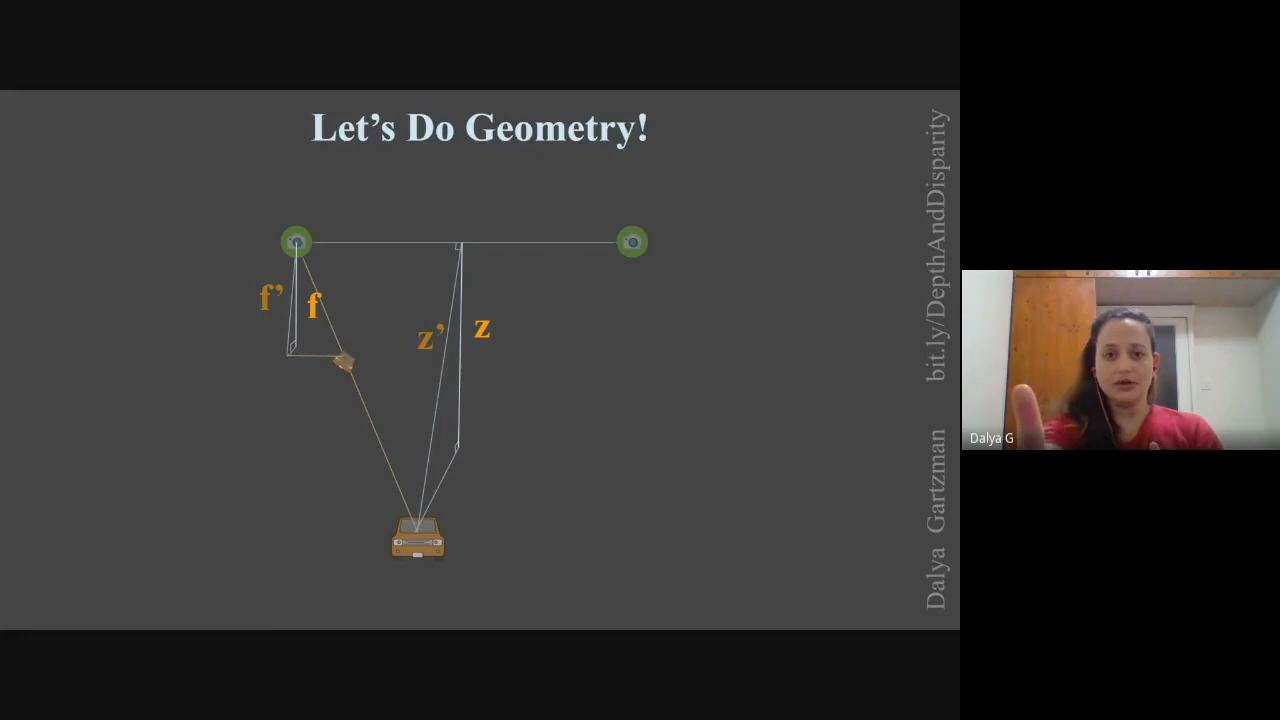 Let's Do Geometry!
f'
f
z'
z
bit.ly/DepthAndDisparity
Dalya Gartzman
Dalya G